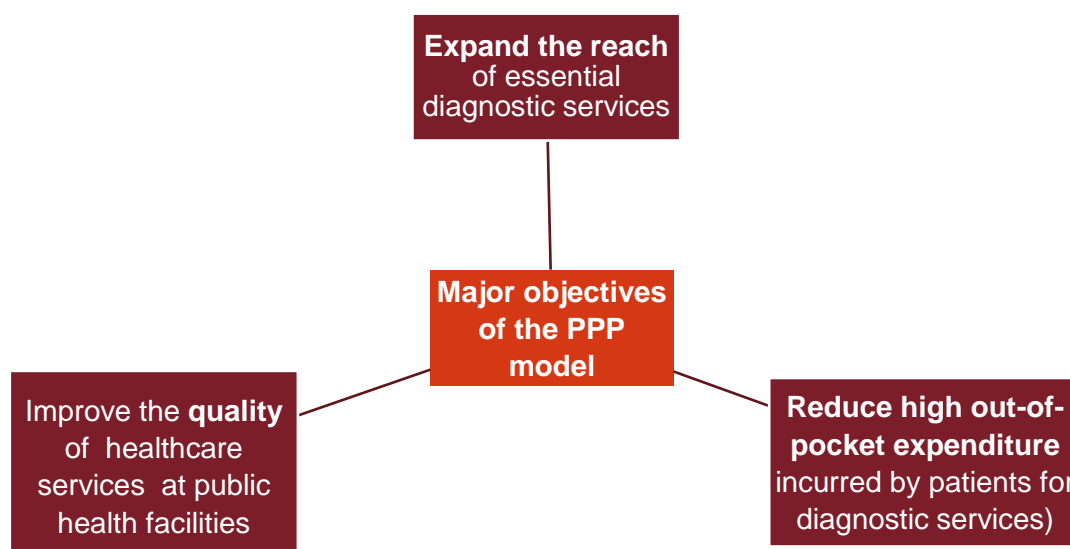 Expand the reach
of essential
diagnostic services
Major objectives
of the PPP
model
Improve the quality
of healthcare
services at public
health facilities
Reduce high out-of-
pocket expenditure
incurred by patients for
diagnostic services)